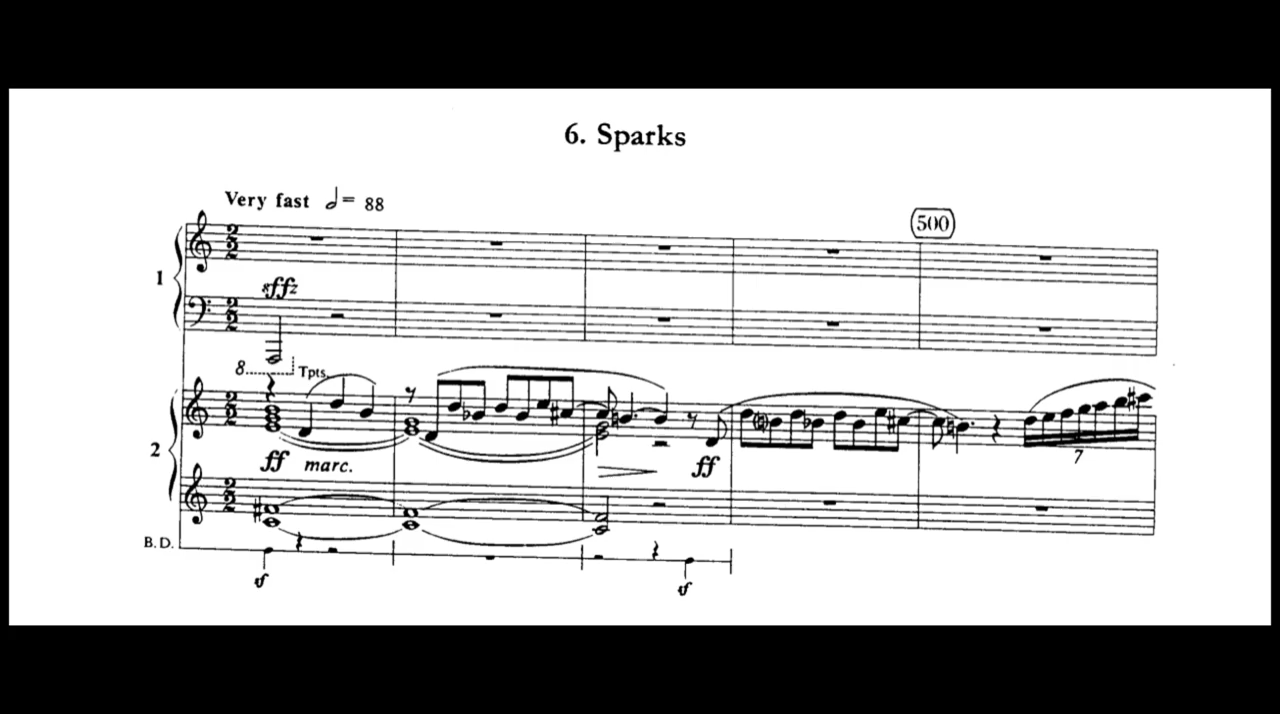 6. Sparks
Very fast 𝅗𝅥 = 88
500
1
sffz
8
Tpts.
2
ff marc.
ff
7
B. D.
sf
sf